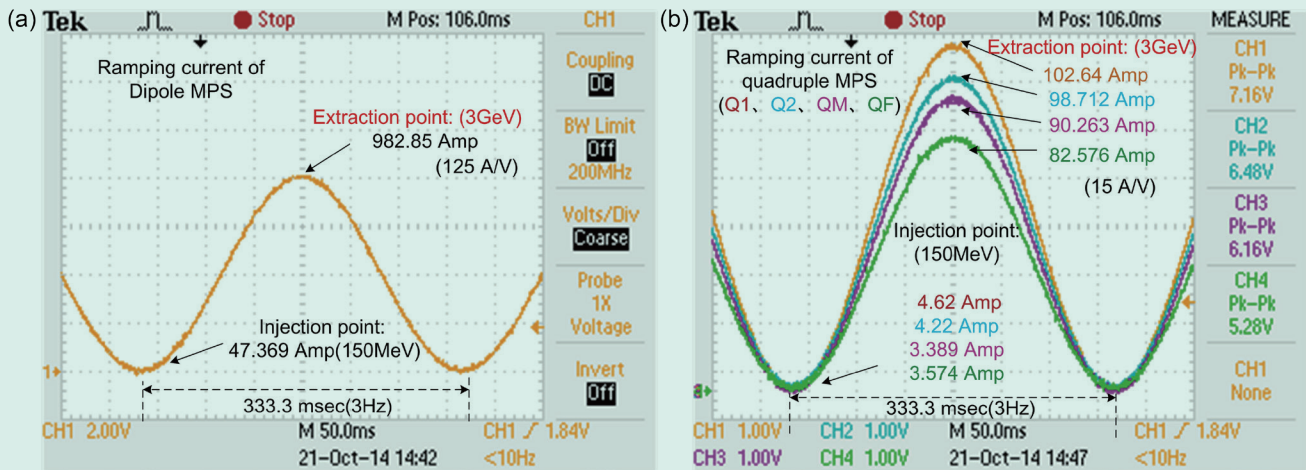 (a)
Tek
Stop
M Pos: 106.0ms
CH1
Ramping current of
Dipole MPS
Extraction point: (3GeV)
982.85 Amp
(125 A/V)
Injection point:
47.369 Amp(150MeV)
333.3 msec(3Hz)
1
Coupling
DC
BW Limit
Off
200MHz
Volts/Div
Coarse
Probe
1X
Voltage
Invert
Off
CH1 2.00V
M 50.0ms
CH1 ∫ 1.84V
21-Oct-14 14:42
<10Hz
(b)
Tek
Stop
M Pos: 106.0ms
MEASURE
Ramping current of
quadruple MPS
(Q1、Q2、QM、QF)
Extraction point: (3GeV)
102.64 Amp
98.712 Amp
90.263 Amp
82.576 Amp
(15 A/V)
Injection point:
(150MeV)
4.62 Amp
4.22 Amp
3.389 Amp
3.574 Amp
333.3 msec(3Hz)
CH1
Pk-Pk
7.16V
CH2
Pk-Pk
6.48V
CH3
Pk-Pk
6.16V
CH4
Pk-Pk
5.28V
CH1
None
CH1 1.00V
CH2 1.00V
M 50.0ms
CH1 ∫ 1.84V
CH3 1.00V
CH4 1.00V
21-Oct-14 14:47
<10Hz